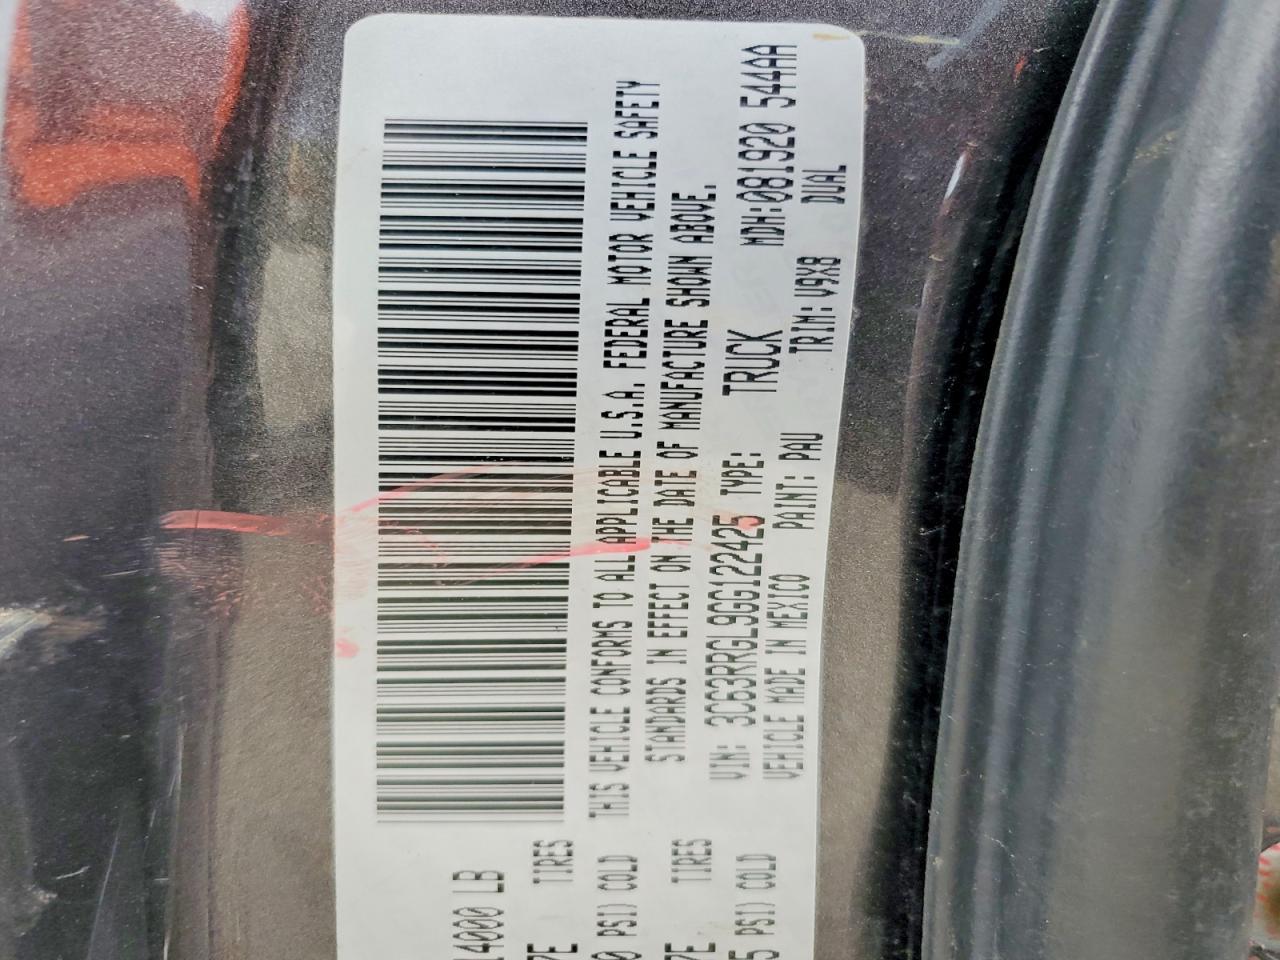 THIS VEHICLE CONFORMS TO ALL APPLICABLE U.S.A. FEDERAL MOTOR VEHICLE SAFETY
STANDARDS IN EFFECT ON THE DATE OF MANUFACTURE SHOWN ABOVE.
VIN: 3C63RRGL9GG122425 TYPE: TRUCK MDH:081920 544AA
VEHICLE MADE IN MEXICO PAINT: PAU TRIM: V9X8 DUAL
14000 LB
TIRES
PSI) COLD
TIRES
PSI) COLD